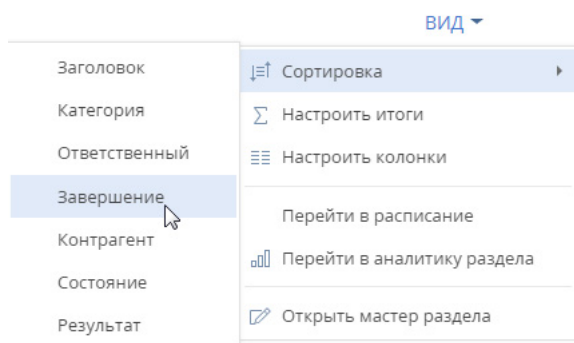 ВИД
Сортировка
Настроить итоги
Настроить колонки
Перейти в расписание
Перейти в аналитику раздела
Открыть мастер раздела
Заголовок
Категория
Ответственный
Завершение
Контрагент
Состояние
Результат